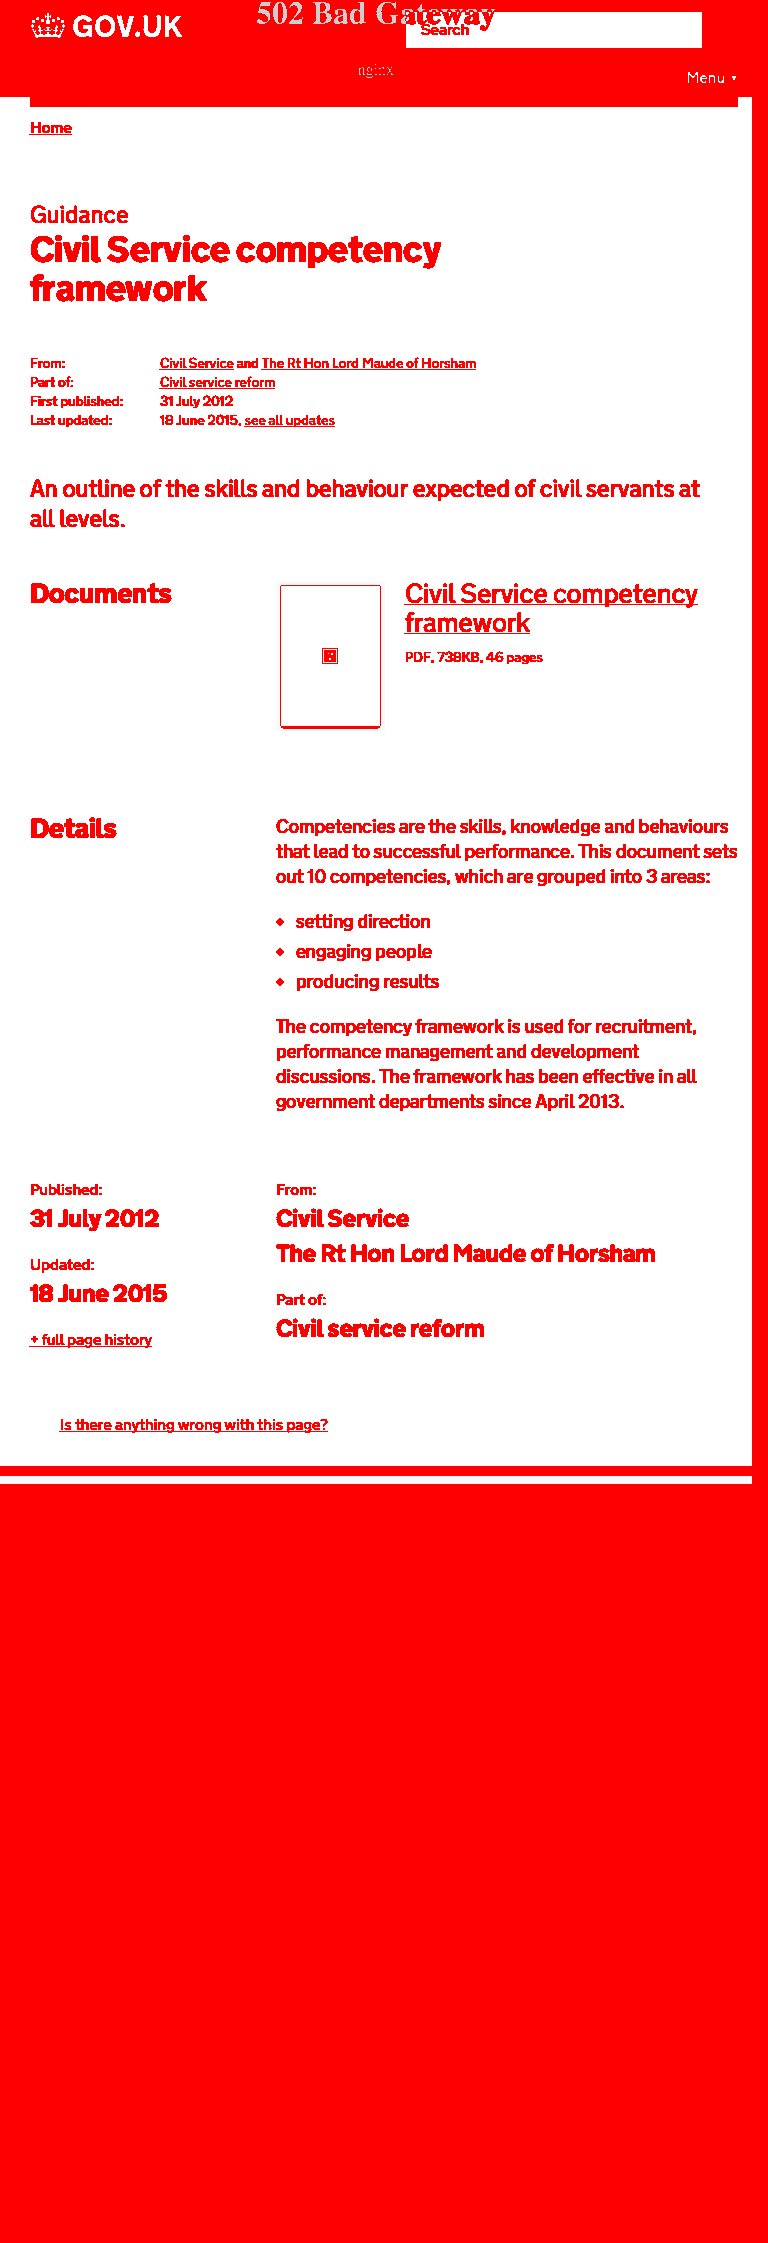 502 Bad Gateway
GOV.UK
Search
nginx
Menu
Home
Guidance
Civil Service competency
framework
From: Civil Service and The Rt Hon Lord Maude of Horsham
Part of: Civil service reform
First published: 31 July 2012
Last updated: 18 June 2015, see all updates
An outline of the skills and behaviour expected of civil servants at
all levels.
Documents
Civil Service competency
framework
PDF, 738KB, 46 pages
Details
Competencies are the skills, knowledge and behaviours
that lead to successful performance. This document sets
out 10 competencies, which are grouped into 3 areas:
setting direction
engaging people
producing results
The competency framework is used for recruitment,
performance management and development
discussions. The framework has been effective in all
government departments since April 2013.
Published:
31 July 2012
Updated:
18 June 2015
+ full page history
From:
Civil Service
The Rt Hon Lord Maude of Horsham
Part of:
Civil service reform
Is there anything wrong with this page?